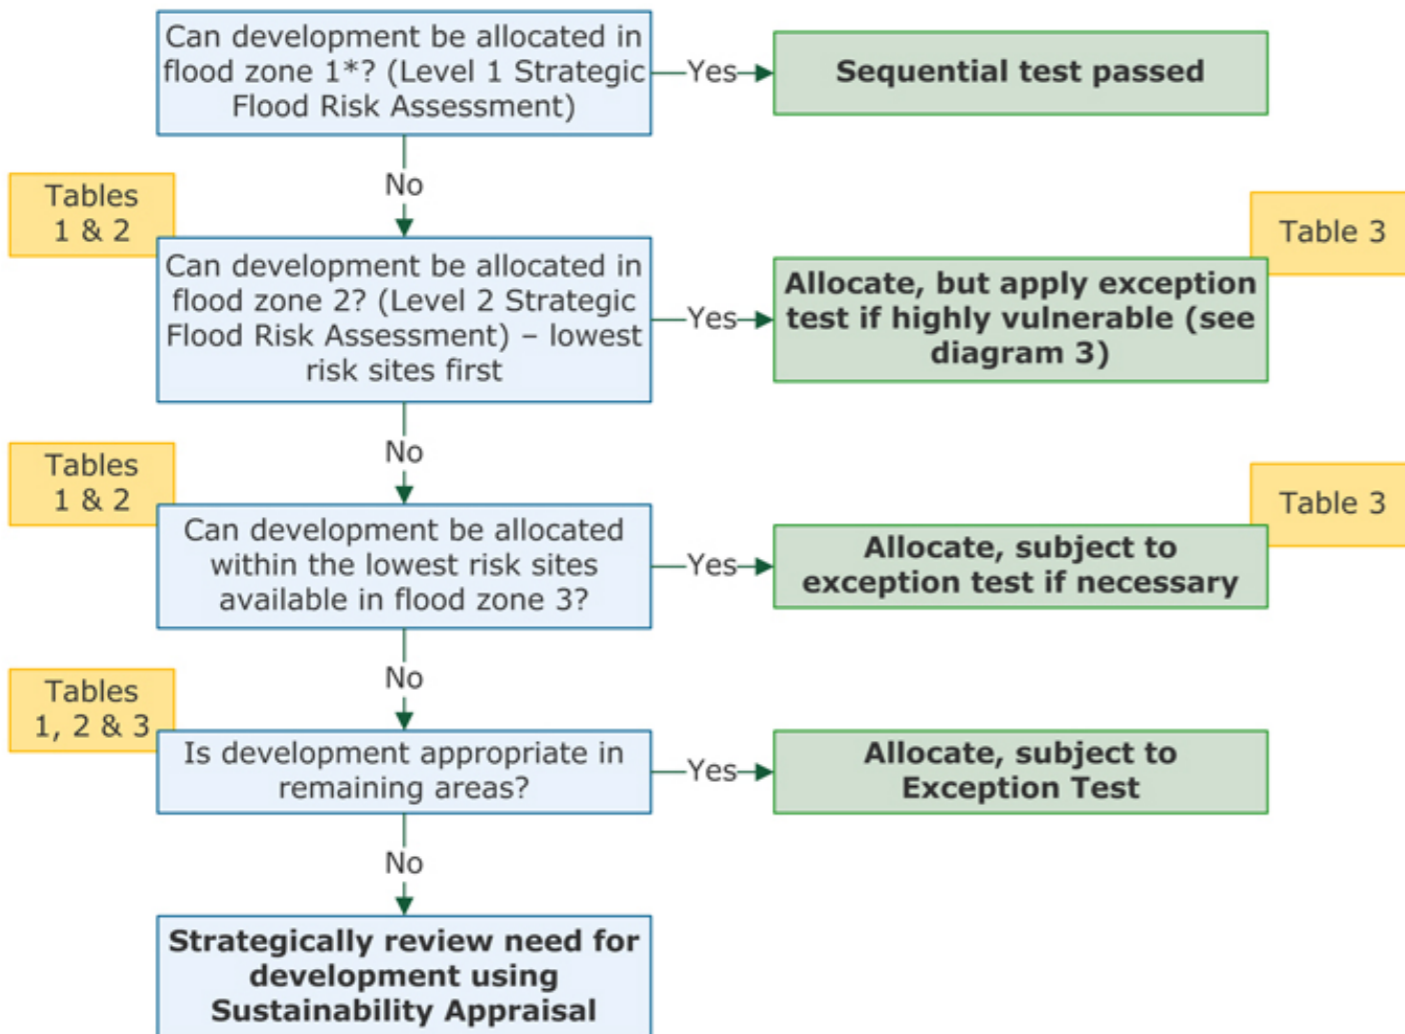 Can development be allocated in
flood zone 1*? (Level 1 Strategic
Flood Risk Assessment)
Yes
Sequential test passed
No
Tables
1 & 2
Can development be allocated in
flood zone 2? (Level 2 Strategic
Flood Risk Assessment) – lowest
risk sites first
Yes
Table 3
Allocate, but apply exception
test if highly vulnerable (see
diagram 3)
No
Tables
1 & 2
Can development be allocated
within the lowest risk sites
available in flood zone 3?
Yes
Table 3
Allocate, subject to
exception test if necessary
No
Tables
1, 2 & 3
Is development appropriate in
remaining areas?
Yes
Allocate, subject to
Exception Test
No
Strategically review need for
development using
Sustainability Appraisal